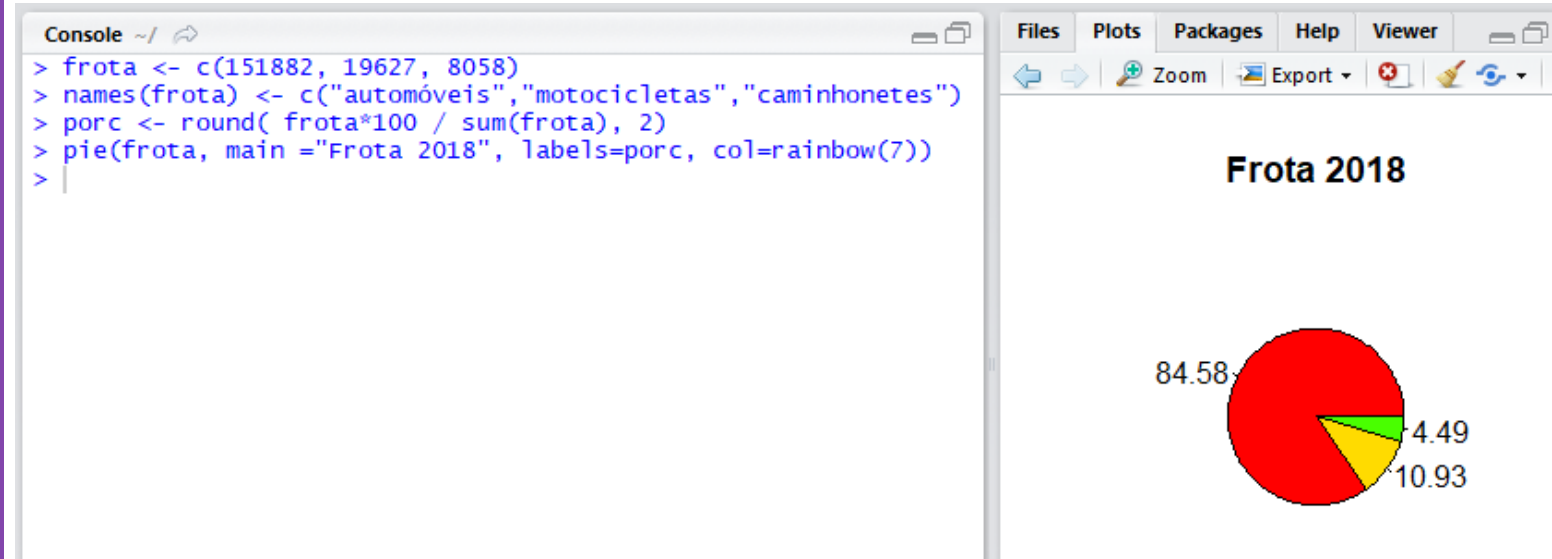 Console ~/
> frota <- c(151882, 19627, 8058)
> names(frota) <- c("automóveis","motocicletas","caminhonetes")
> porc <- round( frota*100 / sum(frota), 2)
> pie(frota, main ="Frota 2018", labels=porc, col=rainbow(7))
>
Files Plots Packages Help Viewer
Zoom Export
Frota 2018
84.58
4.49
10.93